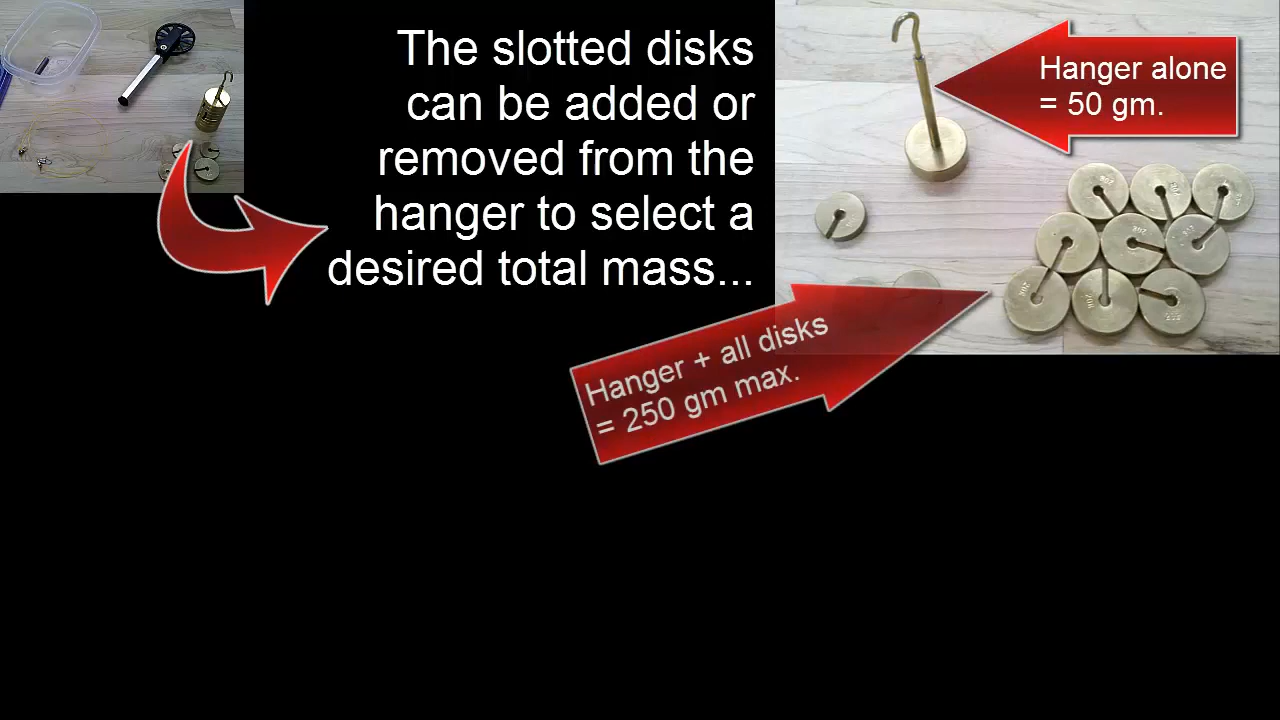 The slotted disks
can be added or
removed from the
hanger to select a
desired total mass...
Hanger alone
= 50 gm.
Hanger + all disks
= 250 gm max.